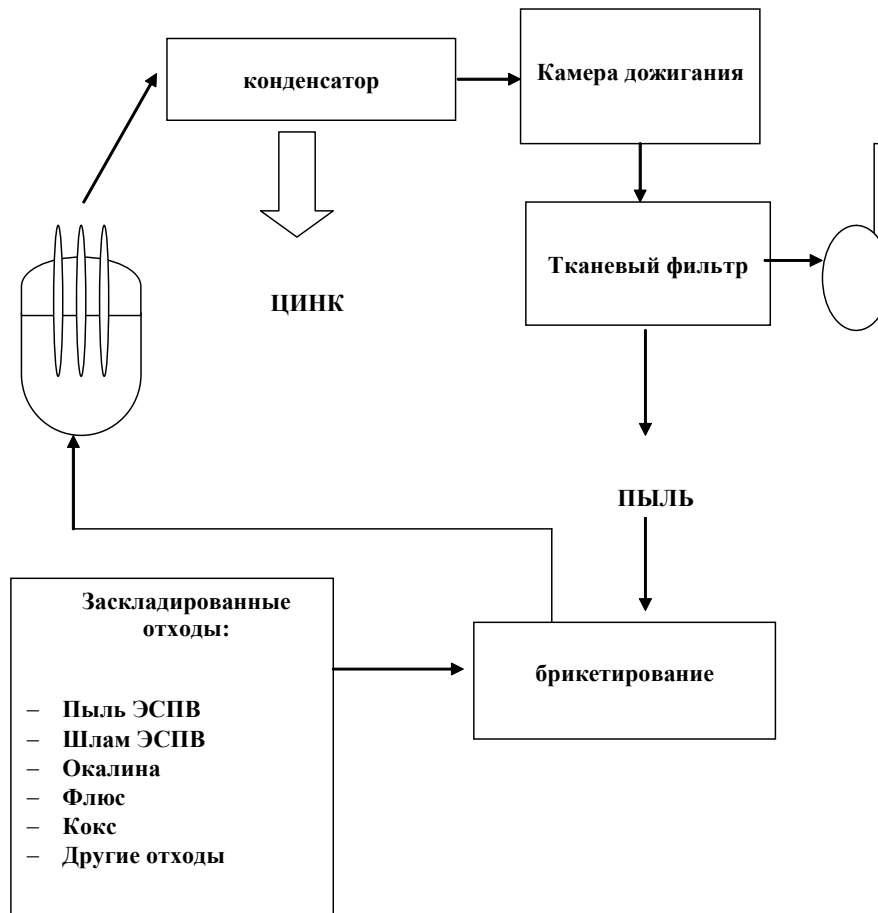 конденсатор
Камера дожигания
Тканевый фильтр
ЦИНК
ПЫЛЬ
Заскладированные
отходы:
– Пыль ЭСПВ
– Шлам ЭСПВ
– Окалина
– Флюс
– Кокс
– Другие отходы
брикетирование